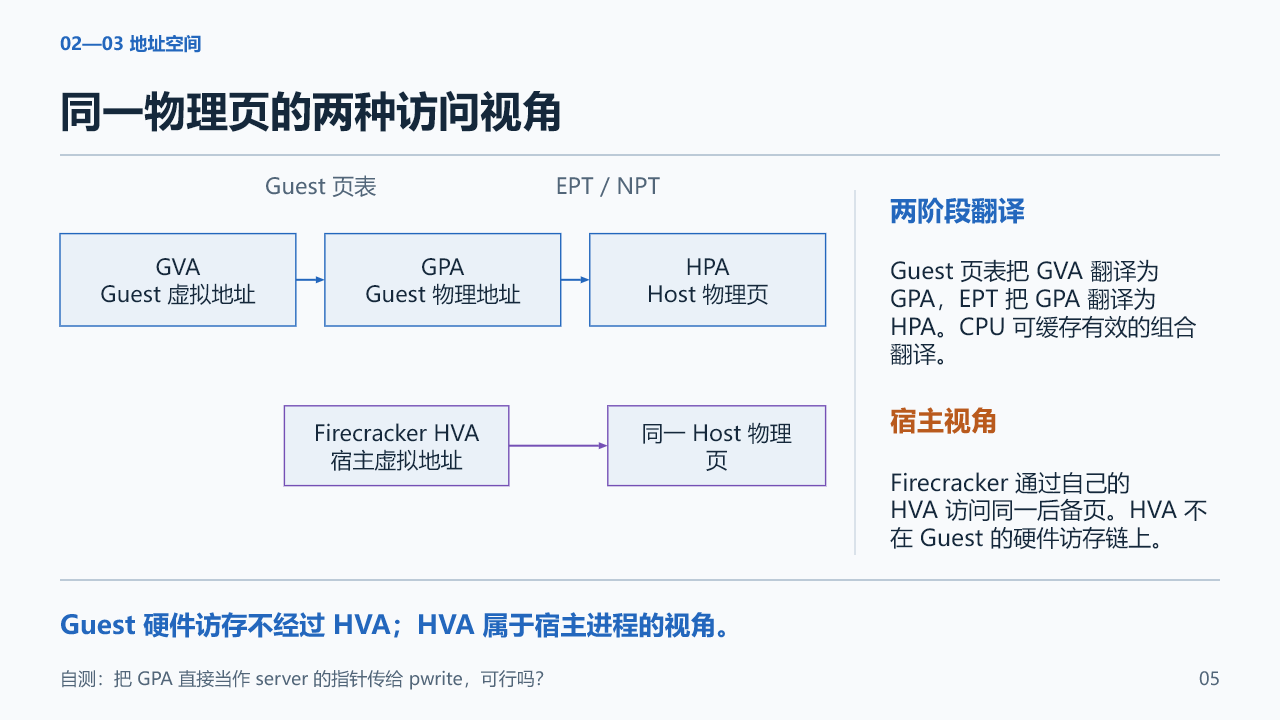 02—03 地址空间
同一物理页的两种访问视角
Guest 页表
EPT / NPT
GVA
Guest 虚拟地址
GPA
Guest 物理地址
HPA
Host 物理页
Firecracker HVA
宿主虚拟地址
同一 Host 物理
页
两阶段翻译
Guest 页表把 GVA 翻译为
GPA，EPT 把 GPA 翻译为
HPA。CPU 可缓存有效的组合
翻译。
宿主视角
Firecracker 通过自己的
HVA 访问同一后备页。HVA 不
在 Guest 的硬件访存链上。
Guest 硬件访存不经过 HVA；HVA 属于宿主进程的视角。
自测：把 GPA 直接当作 server 的指针传给 pwrite，可行吗？
05